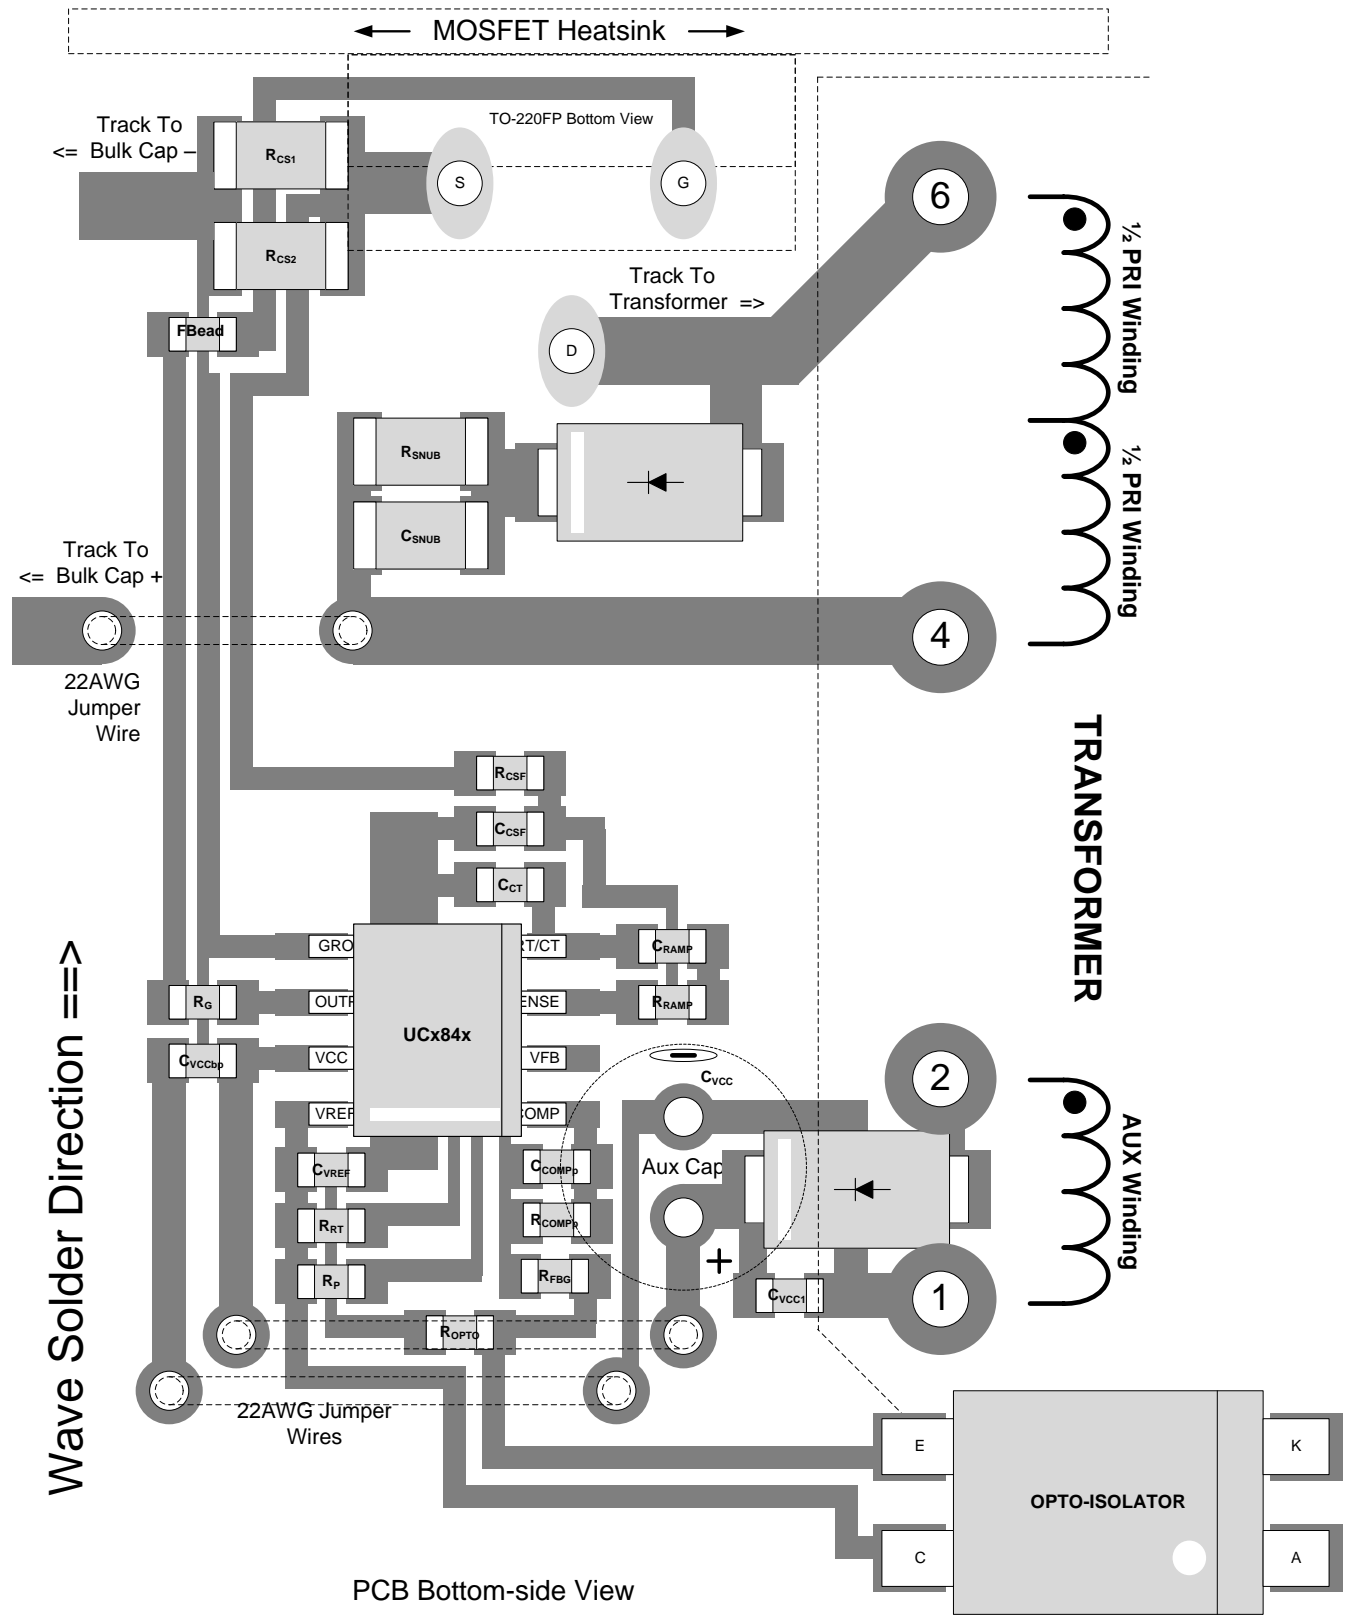 MOSFET Heatsink
Track To
<= Bulk Cap –
TO-220FP Bottom View
RCS1
S
G
6
RCS2
½ PRI Winding
Track To
Transformer =>
FBead
D
RSNUB
½ PRI Winding
CSNUB
Track To
<= Bulk Cap +
4
22AWG
Jumper
Wire
TRANSFORMER
RCSF
CCSF
CCT
GRO
RT/CT
CRAMP
RG
OUTP
ENSE
RRAMP
UCx84x
CVCCbp
VCC
VFB
CVCC
2
VREF
COMP
AUX Winding
CVREF
CCOMPp
Aux Cap
RRT
RCOMPp
RP
RFBG
+
CVCC1
1
ROPTO
22AWG Jumper
Wires
Wave Solder Direction ==>
E
K
OPTO-ISOLATOR
C
A
PCB Bottom-side View